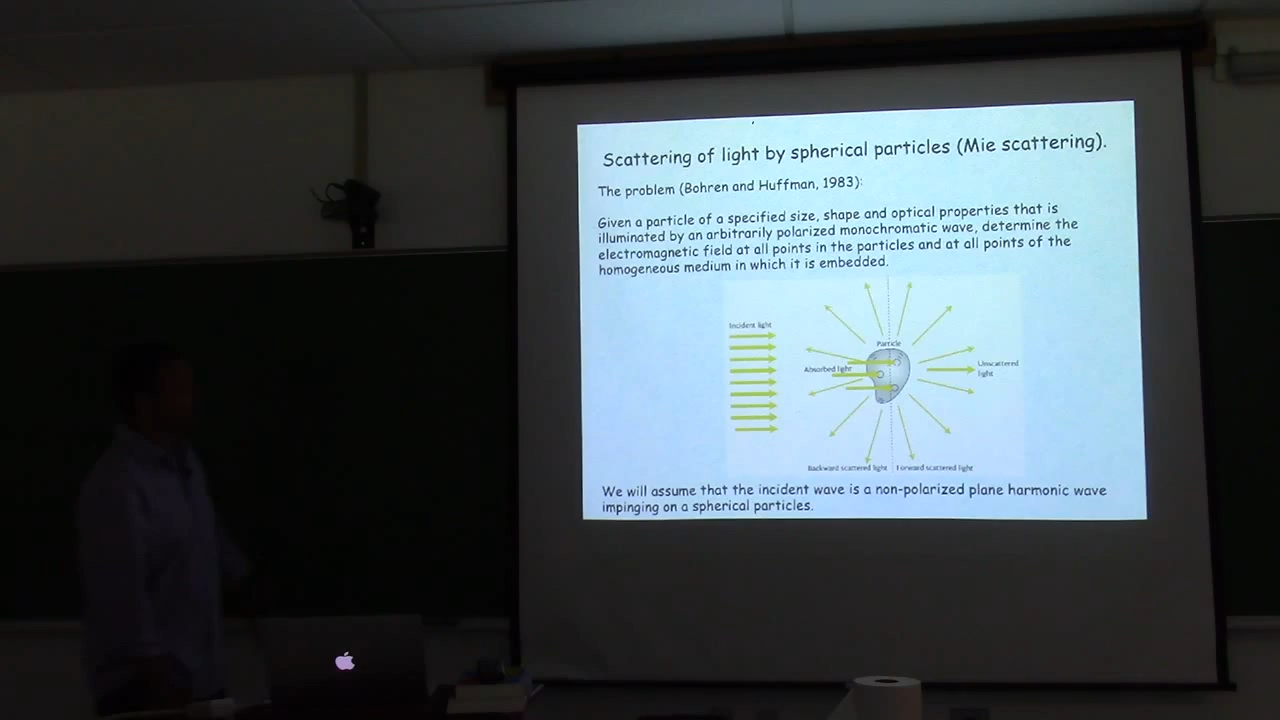 Scattering of light by spherical particles (Mie scattering).
The problem (Bohren and Huffman, 1983):
Given a particle of a specified size, shape and optical properties that is
illuminated by an arbitrarily polarized monochromatic wave, determine the
electromagnetic field at all points in the particles and at all points of the
homogeneous medium in which it is embedded.
Incident light
Particle
Absorbed light
Unscattered
light
Backward scattered light
Forward scattered light
We will assume that the incident wave is a non-polarized plane harmonic wave
impinging on a spherical particles.